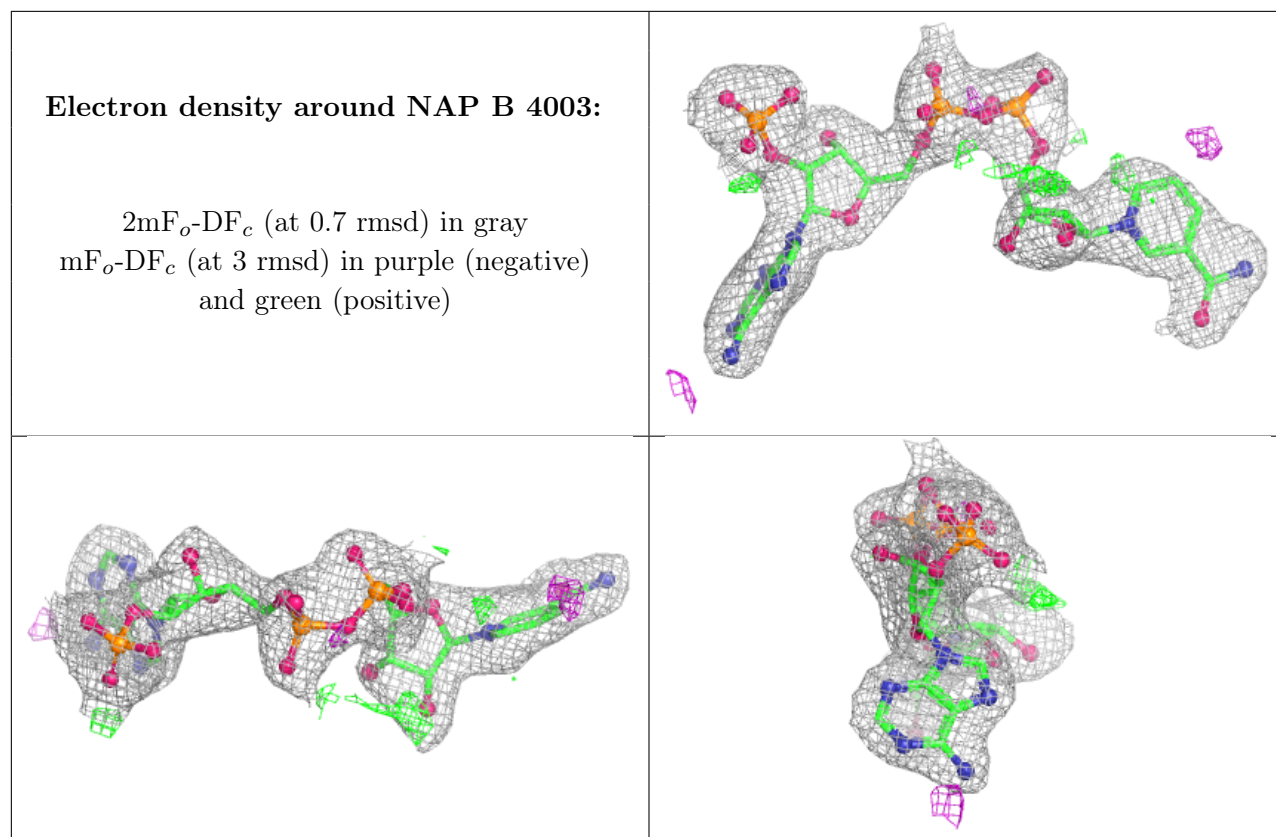 Electron density around NAP B 4003:
2mFo-DFc (at 0.7 rmsd) in gray
mFo-DFc (at 3 rmsd) in purple (negative)
and green (positive)